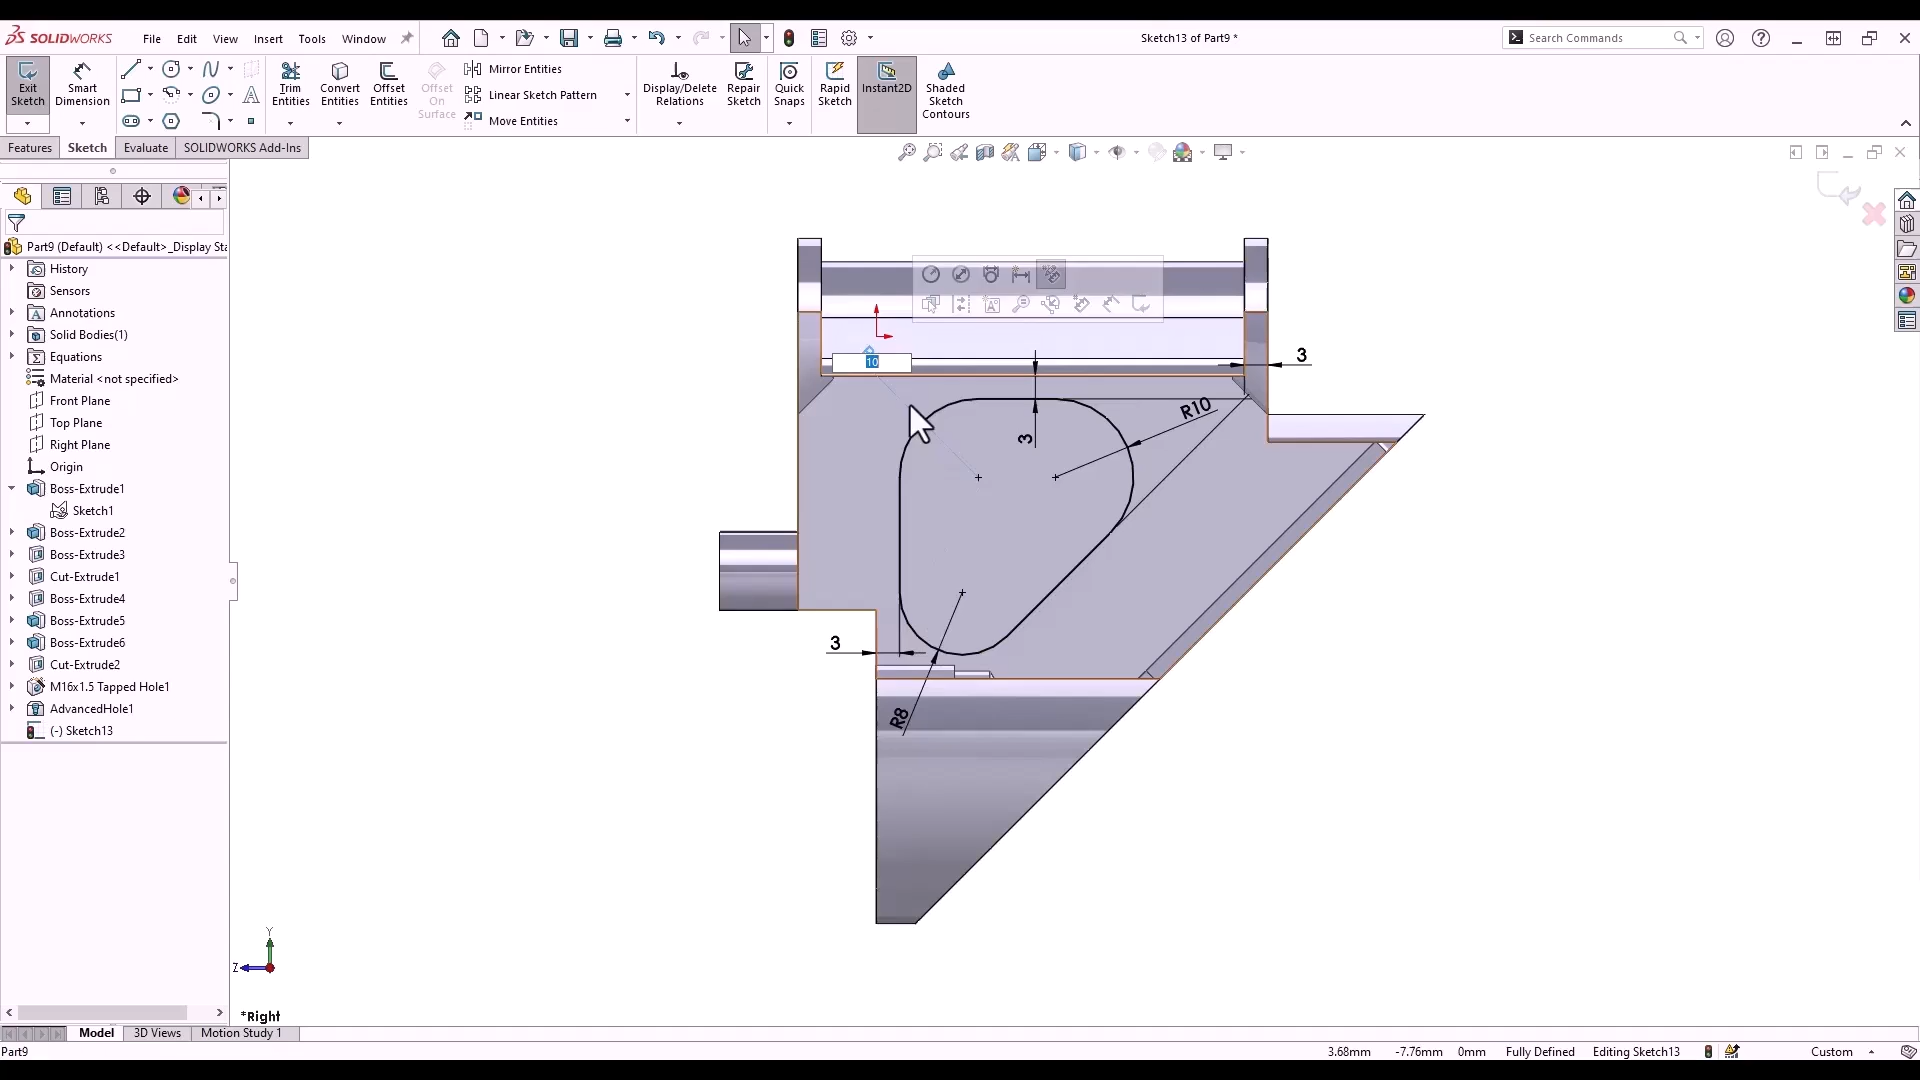 SOLIDWORKS File Edit View Insert Tools Window Sketch13 of Part9 * Search Commands
Exit Sketch
Smart Dimension
Trim Entities
Convert Entities
Offset Entities
Offset On Surface
Mirror Entities
Linear Sketch Pattern
Move Entities
Display/Delete Relations
Repair Sketch
Quick Snaps
Rapid Sketch
Instant2D
Shaded Sketch Contours
Features Sketch Evaluate SOLIDWORKS Add-Ins
Part9 (Default) <<Default>_Display Sta
History
Sensors
Annotations
Solid Bodies(1)
Equations
Material <not specified>
Front Plane
Top Plane
Right Plane
Origin
Boss-Extrude1
Sketch1
Boss-Extrude2
Boss-Extrude3
Cut-Extrude1
Boss-Extrude4
Boss-Extrude5
Boss-Extrude6
Cut-Extrude2
M16x1.5 Tapped Hole1
AdvancedHole1
(-) Sketch13
10
3
R10
3
3
R8
Y
Z
*Right
Model 3D Views Motion Study 1
Part9 3.68mm -7.76mm 0mm Fully Defined Editing Sketch13 Custom